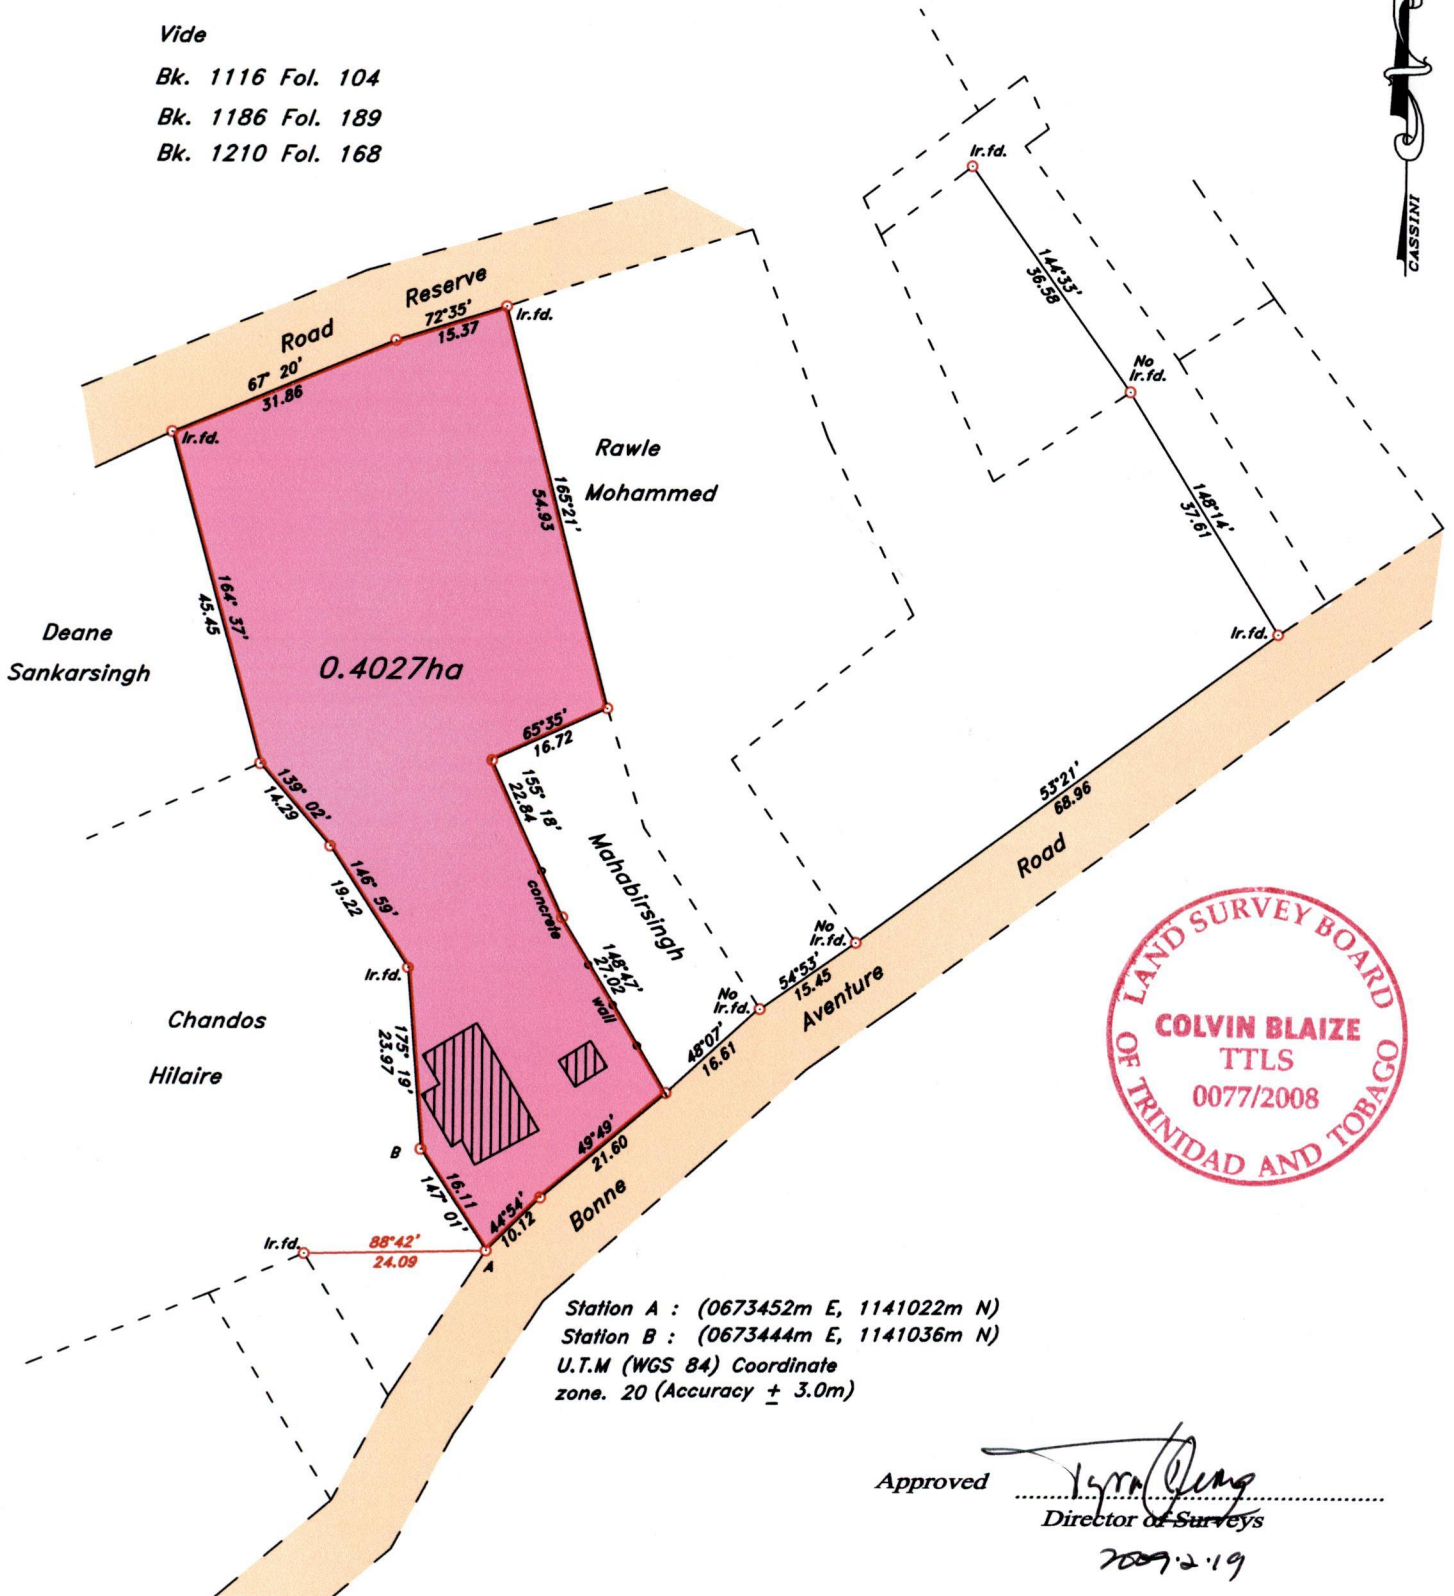 Vide
Bk. 1116 Fol. 104
Bk. 1186 Fol. 189
Bk. 1210 Fol. 168
CASSINI
Ir.fd.
144°33'
36.58
No
Ir.fd.
148°14'
37.61
Ir.fd.
Road Reserve
72°35'
15.37
Ir.fd.
67° 20'
31.86
Ir.fd.
Rawle
Mohammed
165°21'
54.93
164° 37'
45.45
Deane
Sankarsingh
0.4027ha
65°35'
16.72
155° 18'
22.84
139° 02'
14.29
146° 59'
19.22
Mahabirsingh
concrete
wall
148°47'
27.02
Ir.fd.
53°21'
68.96
No
Ir.fd.
54°53'
15.45
No
Ir.fd.
48°07'
16.61
Bonne Aventure Road
Chandos
Hilaire
175° 19'
23.97
B
16.11
147° 01'
49°49'
21.60
44°54'
10.12
Ir.fd.
88°42'
24.09
A
LAND SURVEY BOARD
COLVIN BLAIZE
TTLS
0077/2008
OF TRINIDAD AND TOBAGO
Station A : (0673452m E, 1141022m N)
Station B : (0673444m E, 1141036m N)
U.T.M (WGS 84) Coordinate
zone. 20 (Accuracy ± 3.0m)
Approved
Director of Surveys
2009.2.19